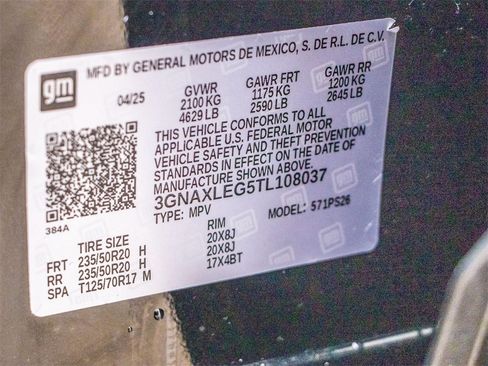 gm
MFD BY GENERAL MOTORS DE MEXICO, S. DE R.L. DE C.V.
04/25
GVWR GAWR FRT GAWR RR
2100 KG 1175 KG 1200 KG
4629 LB 2590 LB 2645 LB
THIS VEHICLE CONFORMS TO ALL
APPLICABLE U.S. FEDERAL MOTOR
VEHICLE SAFETY AND THEFT PREVENTION
STANDARDS IN EFFECT ON THE DATE OF
MANUFACTURE SHOWN ABOVE.
3GNAXLEG5TL108037
TYPE: MPV MODEL: 571PS26
384A
TIRE SIZE RIM
FRT 235/50R20 H 20X8J
RR 235/50R20 H 20X8J
SPA T125/70R17 M 17X4BT